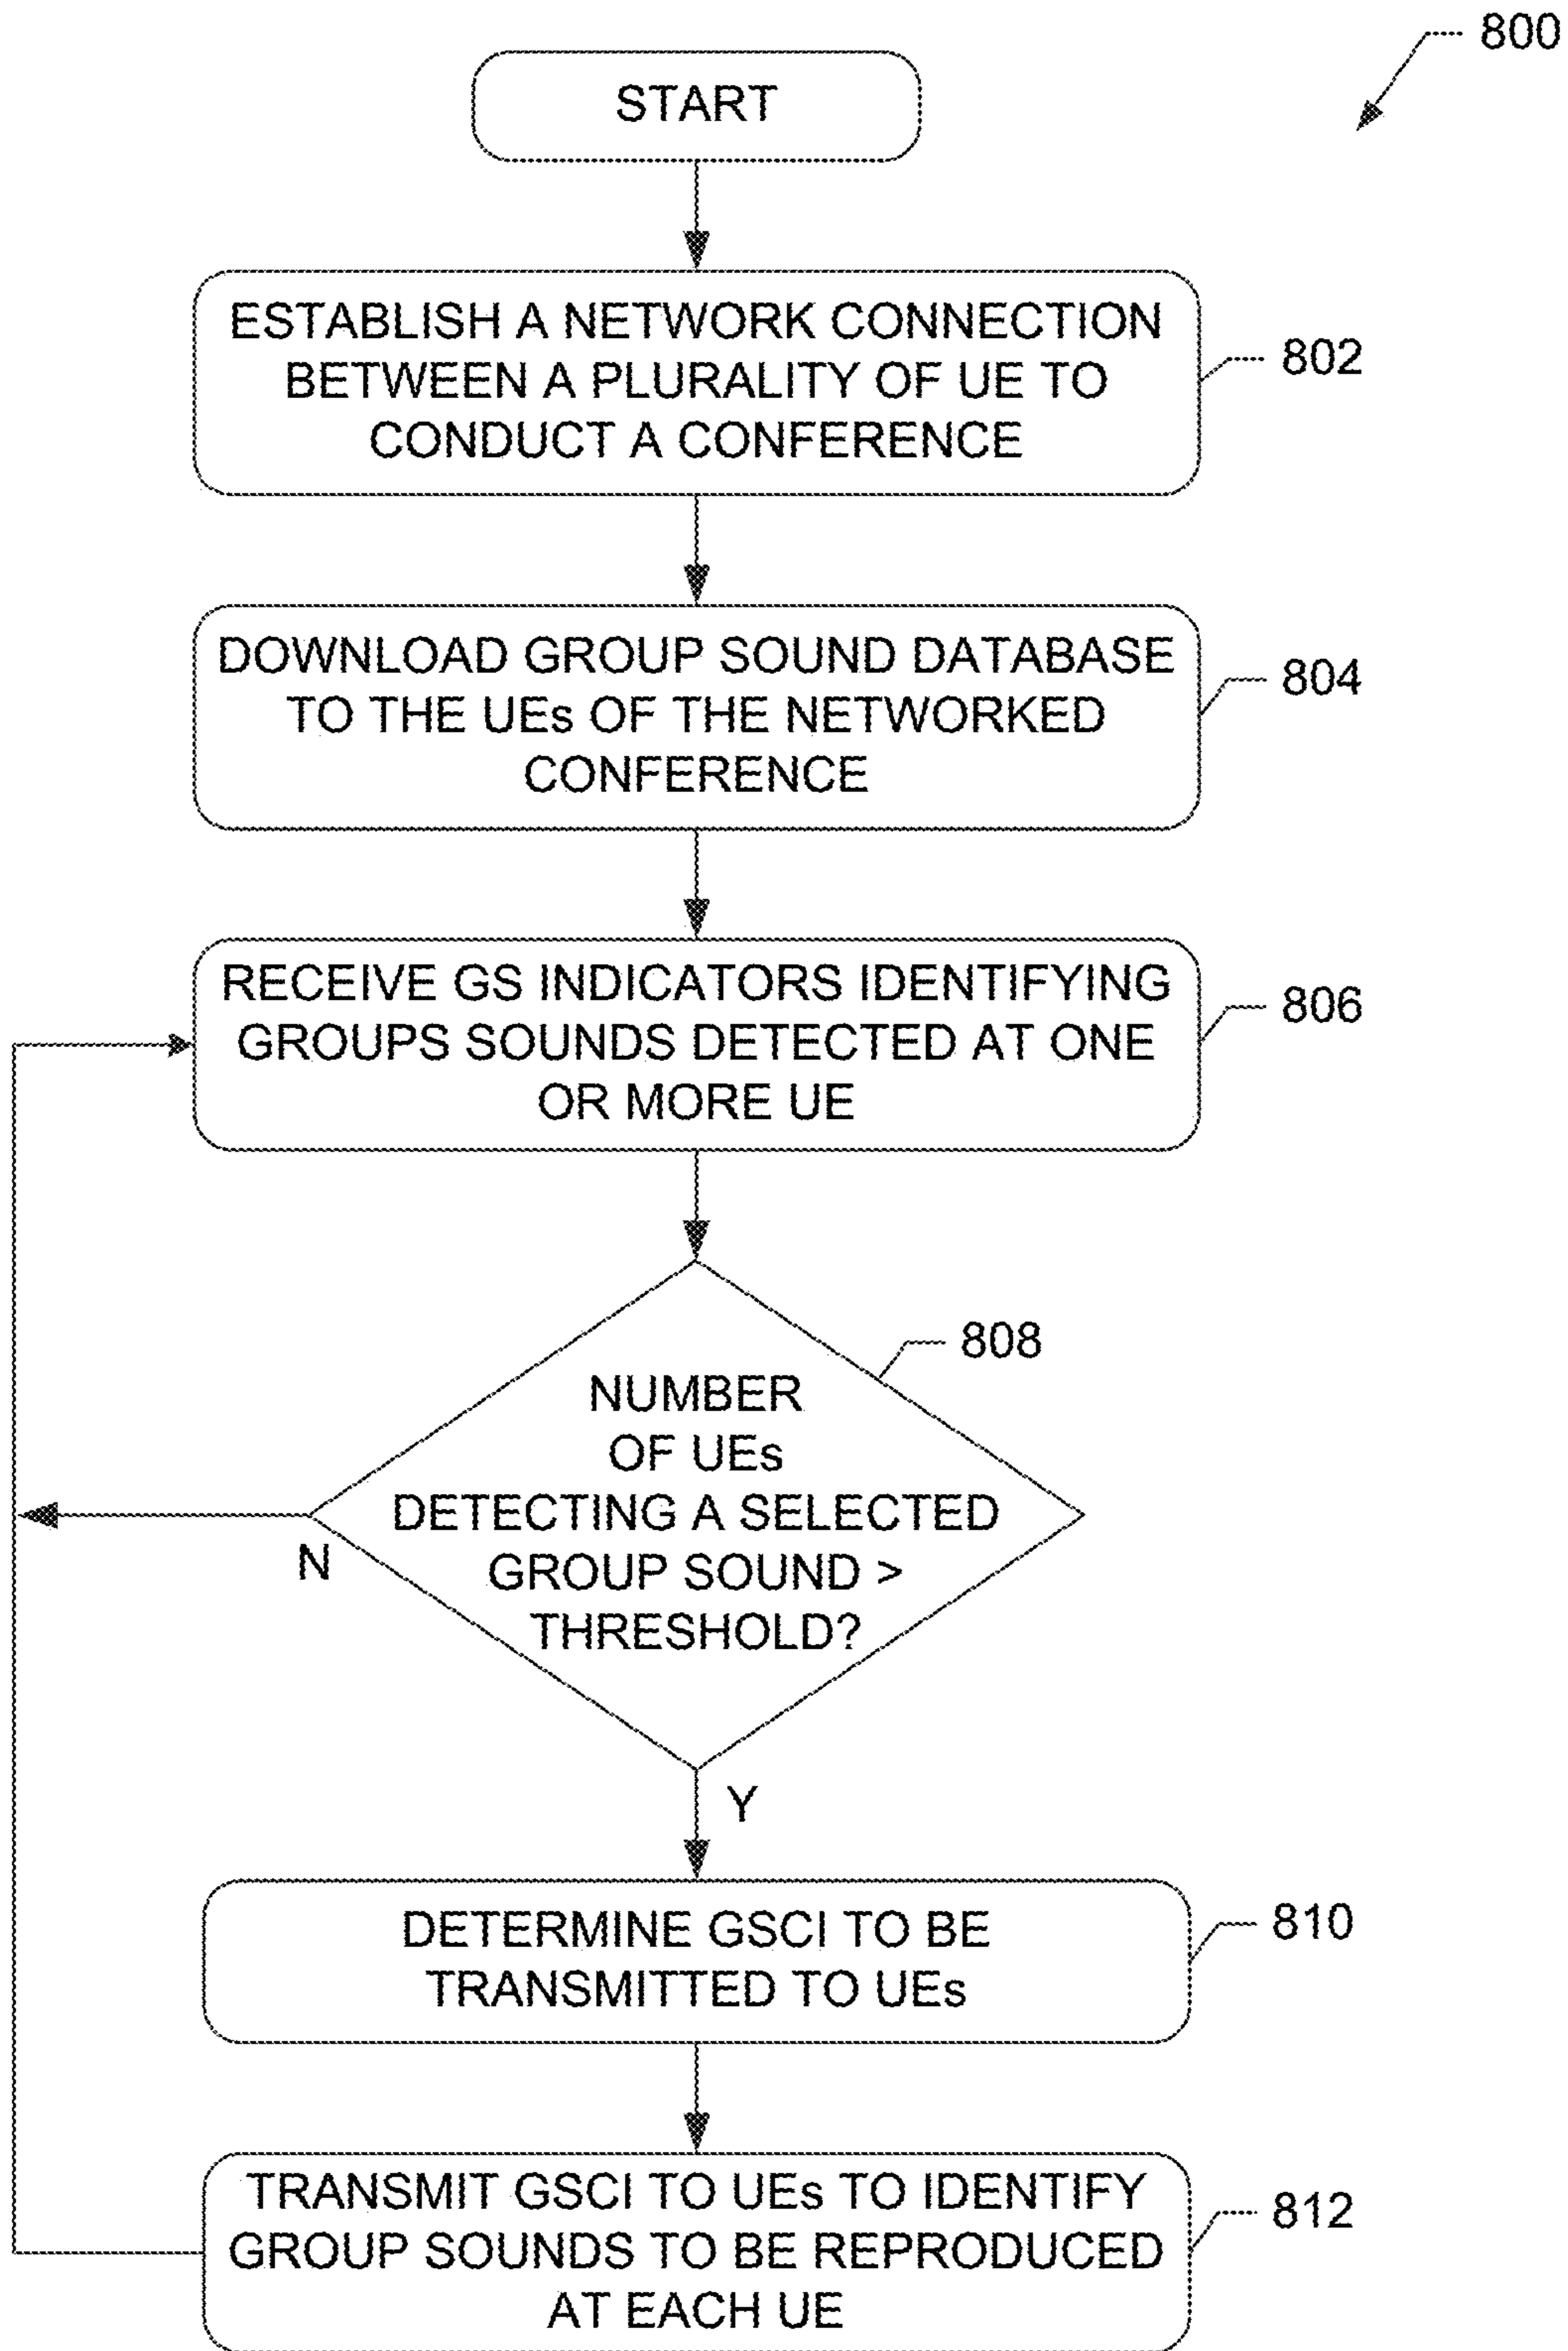 800
START
ESTABLISH A NETWORK CONNECTION
BETWEEN A PLURALITY OF UE TO
CONDUCT A CONFERENCE
802
DOWNLOAD GROUP SOUND DATABASE
TO THE UEs OF THE NETWORKED
CONFERENCE
804
RECEIVE GS INDICATORS IDENTIFYING
GROUPS SOUNDS DETECTED AT ONE
OR MORE UE
806
808
NUMBER
OF UEs
DETECTING A SELECTED
GROUP SOUND >
THRESHOLD?
N
Y
DETERMINE GSCI TO BE
TRANSMITTED TO UEs
810
TRANSMIT GSCI TO UEs TO IDENTIFY
GROUP SOUNDS TO BE REPRODUCED
AT EACH UE
812